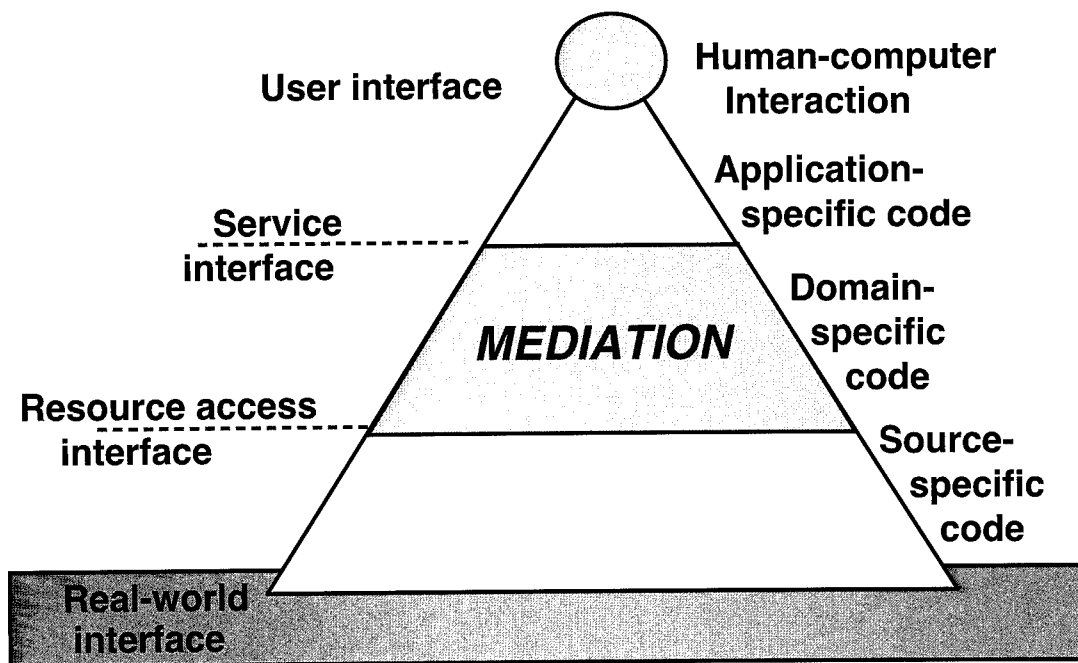 User interface
Human-computer
Interaction
Application-
specific code
Service
interface
Domain-
specific
code
MEDIATION
Resource access
interface
Source-
specific
code
Real-world
interface